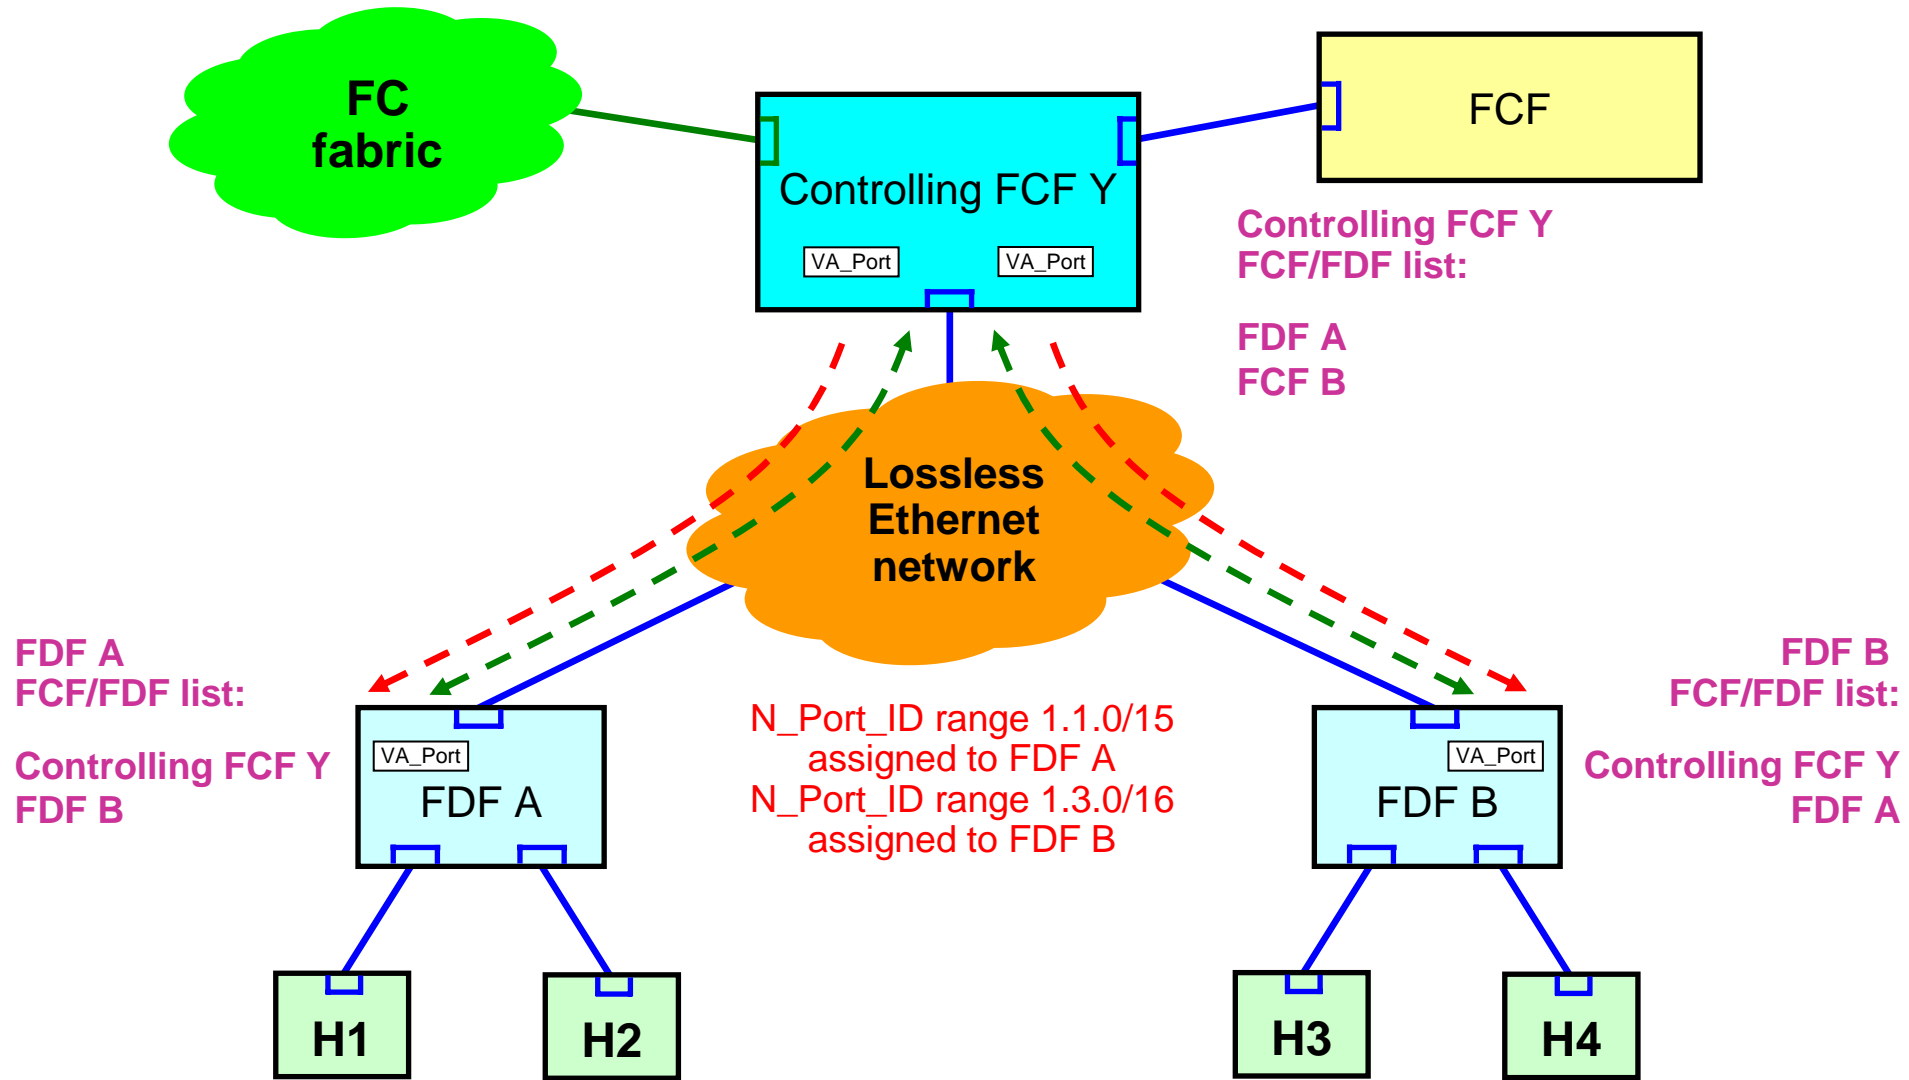 FC
fabric
FCF
Controlling FCF Y
VA_Port
VA_Port
Controlling FCF Y
FCF/FDF list:
FDF A
FCF B
Lossless
Ethernet
network
FDF A
FCF/FDF list:
Controlling FCF Y
FDF B
VA_Port
FDF A
N_Port_ID range 1.1.0/15
assigned to FDF A
N_Port_ID range 1.3.0/16
assigned to FDF B
FDF B
FCF/FDF list:
Controlling FCF Y
FDF A
VA_Port
FDF B
H1
H2
H3
H4